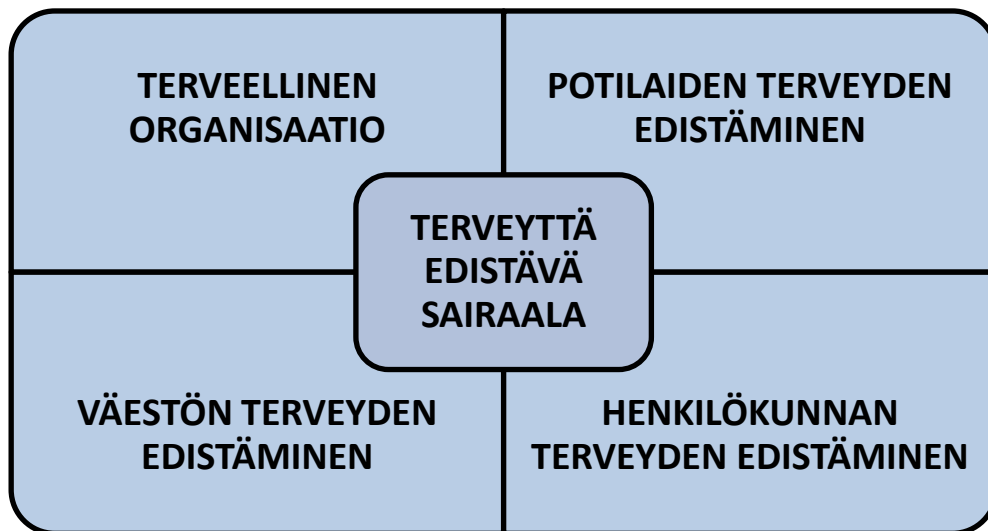 TERVEELLINEN
ORGANISAATIO
POTILAIDEN TERVEYDEN
EDISTÄMINEN
TERVEYTTÄ
EDISTÄVÄ
SAIRAALA
VÄESTÖN TERVEYDEN
EDISTÄMINEN
HENKILÖKUNNAN
TERVEYDEN EDISTÄMINEN